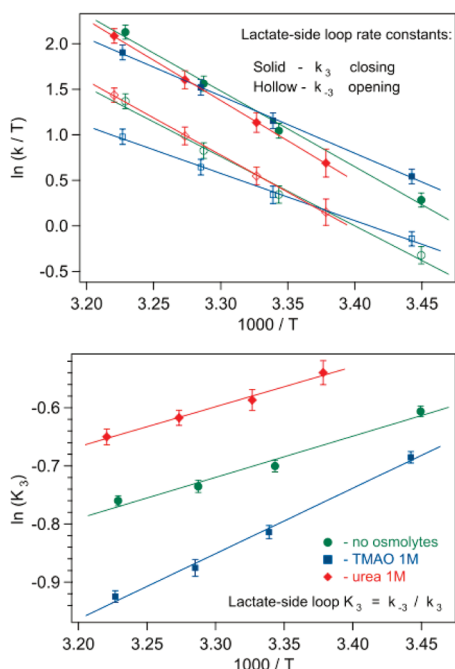 Lactate-side loop rate constants:
Solid - k3 closing
Hollow - k-3 opening
ln (k / T)
2.0
1.5
1.0
0.5
0.0
-0.5
3.20 3.25 3.30 3.35 3.40 3.45
1000 / T
ln (K3)
-0.6
-0.7
-0.8
-0.9
- no osmolytes
- TMAO 1M
- urea 1M
Lactate-side loop K3 = k-3 / k3
3.20 3.25 3.30 3.35 3.40 3.45
1000 / T